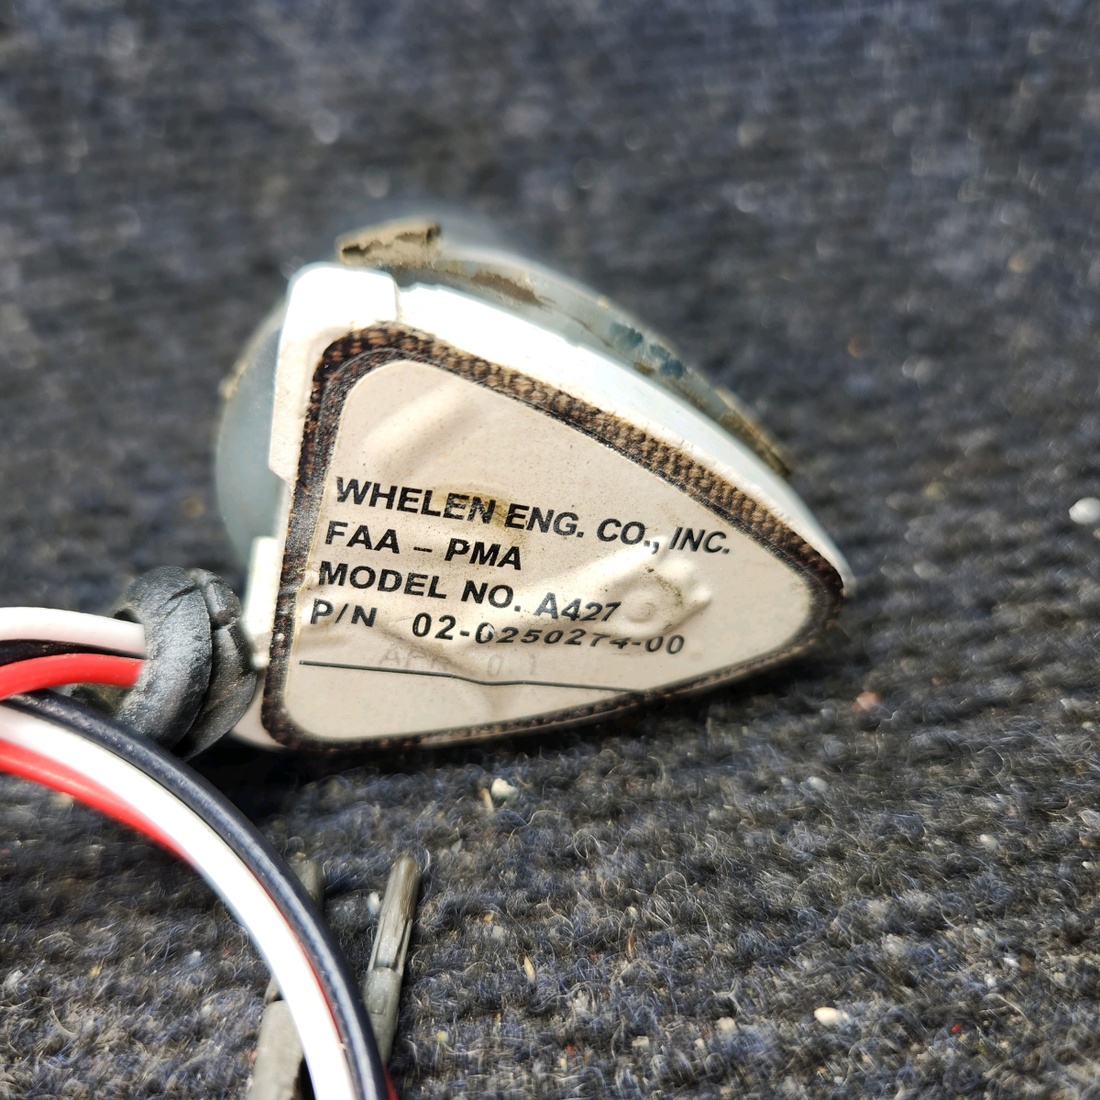 WHELEN ENG. CO., INC.
FAA - PMA
MODEL NO. A427
P/N 02-0250274-00